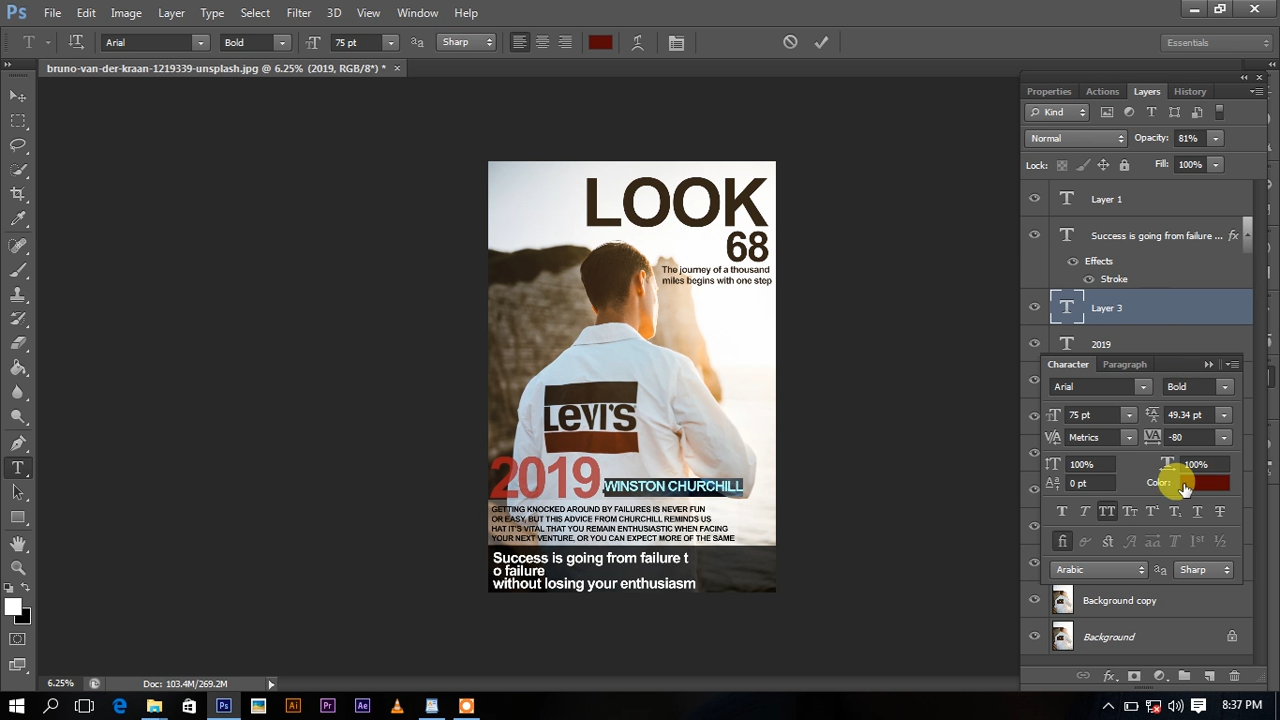 Ps File Edit Image Layer Type Select Filter 3D View Window Help
T Arial Bold 75 pt Sharp Essentials
bruno-van-der-kraan-1219339-unsplash.jpg @ 6.25% (2019, RGB/8*) * ×
Properties Actions Layers History
Kind
Normal Opacity: 81%
Lock: Fill: 100%
Layer 1
Success is going from failure ... fx
Effects
Stroke
Layer 3
2019
Character Paragraph
Arial Bold
75 pt 49.34 pt
Metrics -80
100% 100%
0 pt Color:
Arabic Sharp
Background copy
Background
LOOK
68
The journey of a thousand
miles begins with one step
LEVI'S
2019 WINSTON CHURCHILL
GETTING KNOCKED AROUND BY FAILURES IS NEVER FUN
OR EASY, BUT THIS ADVICE FROM CHURCHILL REMINDS US
HAT IT'S VITAL THAT YOU REMAIN ENTHUSIASTIC WHEN FACING
YOUR NEXT VENTURE, OR YOU CAN EXPECT MORE OF THE SAME
Success is going from failure t
o failure
without losing your enthusiasm
6.25% Doc: 103.4M/269.2M
Ps Ai Pr Ae 8:37 PM